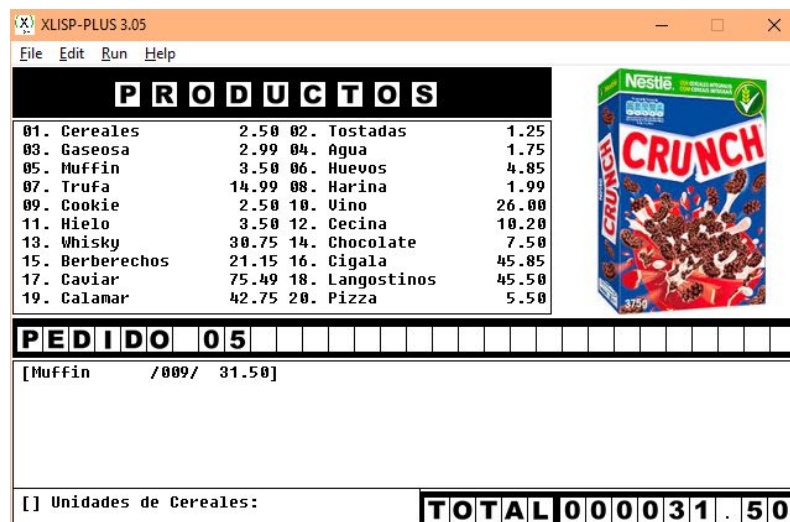 XLISP-PLUS 3.05
File Edit Run Help
PRODUCTOS
01. Cereales 2.50 02. Tostadas 1.25
03. Gaseosa 2.99 04. Agua 1.75
05. Muffin 3.50 06. Huevos 4.85
07. Trufa 14.99 08. Harina 1.99
09. Cookie 2.50 10. Vino 26.00
11. Hielo 3.50 12. Cecina 10.20
13. Whisky 30.75 14. Chocolate 7.50
15. Berberechos 21.15 16. Cigala 45.85
17. Caviar 75.49 18. Langostinos 45.50
19. Calamar 42.75 20. Pizza 5.50
Nestlé
CRUNCH
CRUNCH
375g
PEDIDO 05
[Muffin /009/ 31.50]
[] Unidades de Cereales:
TOTAL 000031.50